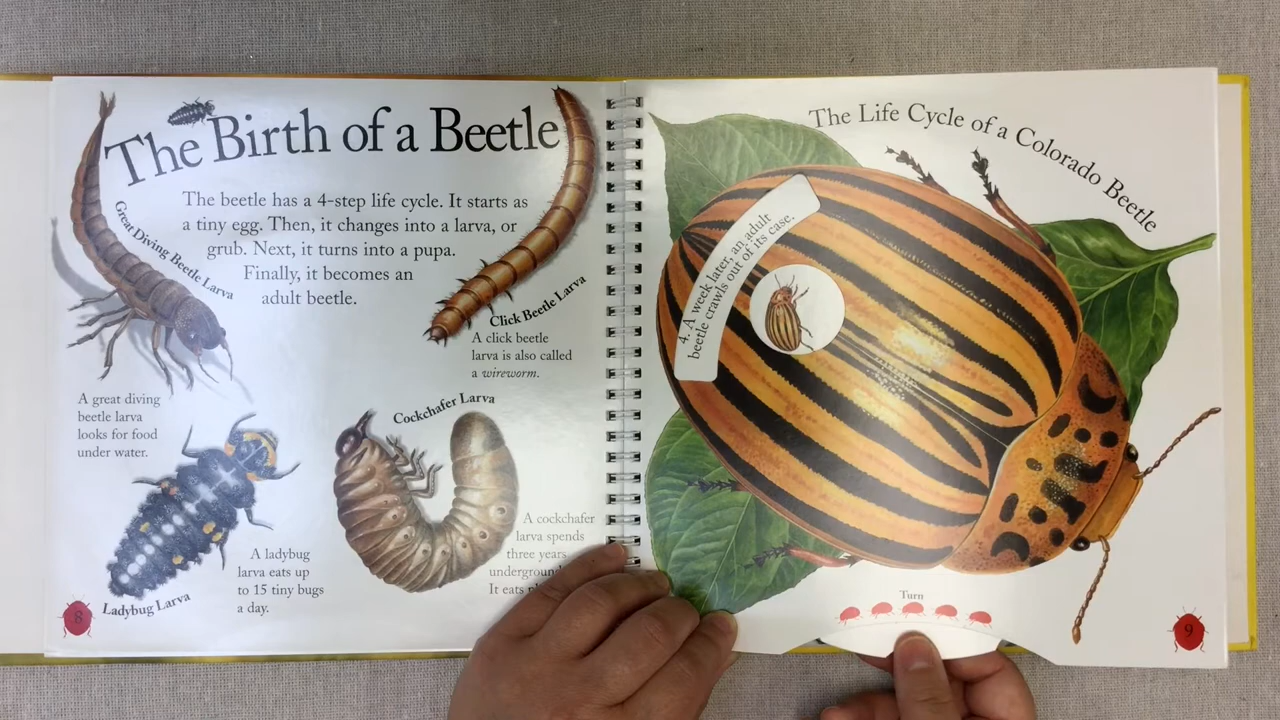 The Birth of a Beetle
The beetle has a 4-step life cycle. It starts as
a tiny egg. Then, it changes into a larva, or
grub. Next, it turns into a pupa.
Finally, it becomes an
adult beetle.
Great Diving Beetle Larva
A great diving
beetle larva
looks for food
under water.
Click Beetle Larva
A click beetle
larva is also called
a wireworm.
Cockchafer Larva
A cockchafer
larva spends
three years
underground
It eats
Ladybug Larva
A ladybug
larva eats up
to 15 tiny bugs
a day.
8
The Life Cycle of a Colorado Beetle
4. A week later, an adult
beetle crawls out of its case.
Turn
9